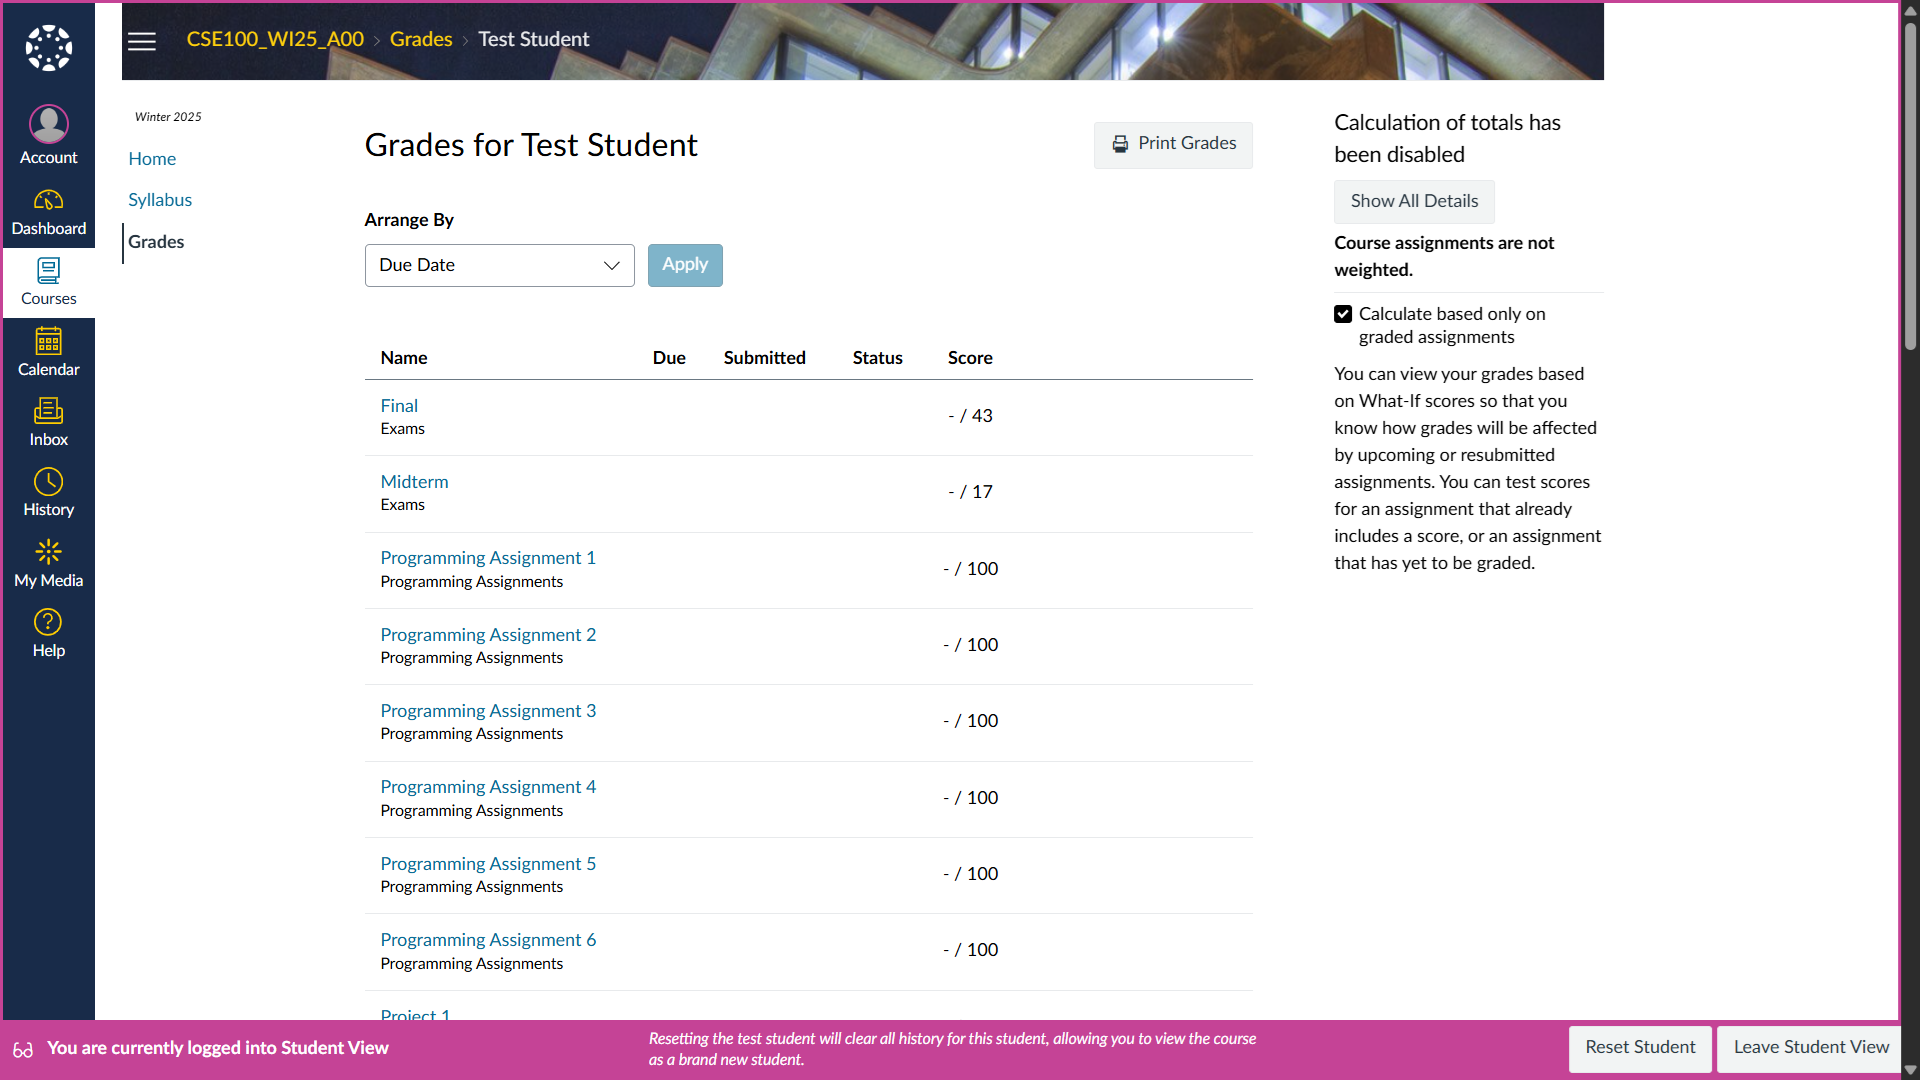 CSE100_WI25_A00 > Grades > Test Student
Account
Dashboard
Courses
Calendar
Inbox
History
My Media
Help
Winter 2025
Home
Syllabus
Grades
Grades for Test Student
Print Grades
Arrange By
Due Date
Apply
Name Due Submitted Status Score
Final
Exams
- / 43
Midterm
Exams
- / 17
Programming Assignment 1
Programming Assignments
- / 100
Programming Assignment 2
Programming Assignments
- / 100
Programming Assignment 3
Programming Assignments
- / 100
Programming Assignment 4
Programming Assignments
- / 100
Programming Assignment 5
Programming Assignments
- / 100
Programming Assignment 6
Programming Assignments
- / 100
Project 1
Calculation of totals has
been disabled
Show All Details
Course assignments are not
weighted.
Calculate based only on
graded assignments
You can view your grades based
on What-If scores so that you
know how grades will be affected
by upcoming or resubmitted
assignments. You can test scores
for an assignment that already
includes a score, or an assignment
that has yet to be graded.
You are currently logged into Student View
Resetting the test student will clear all history for this student, allowing you to view the course
as a brand new student.
Reset Student
Leave Student View